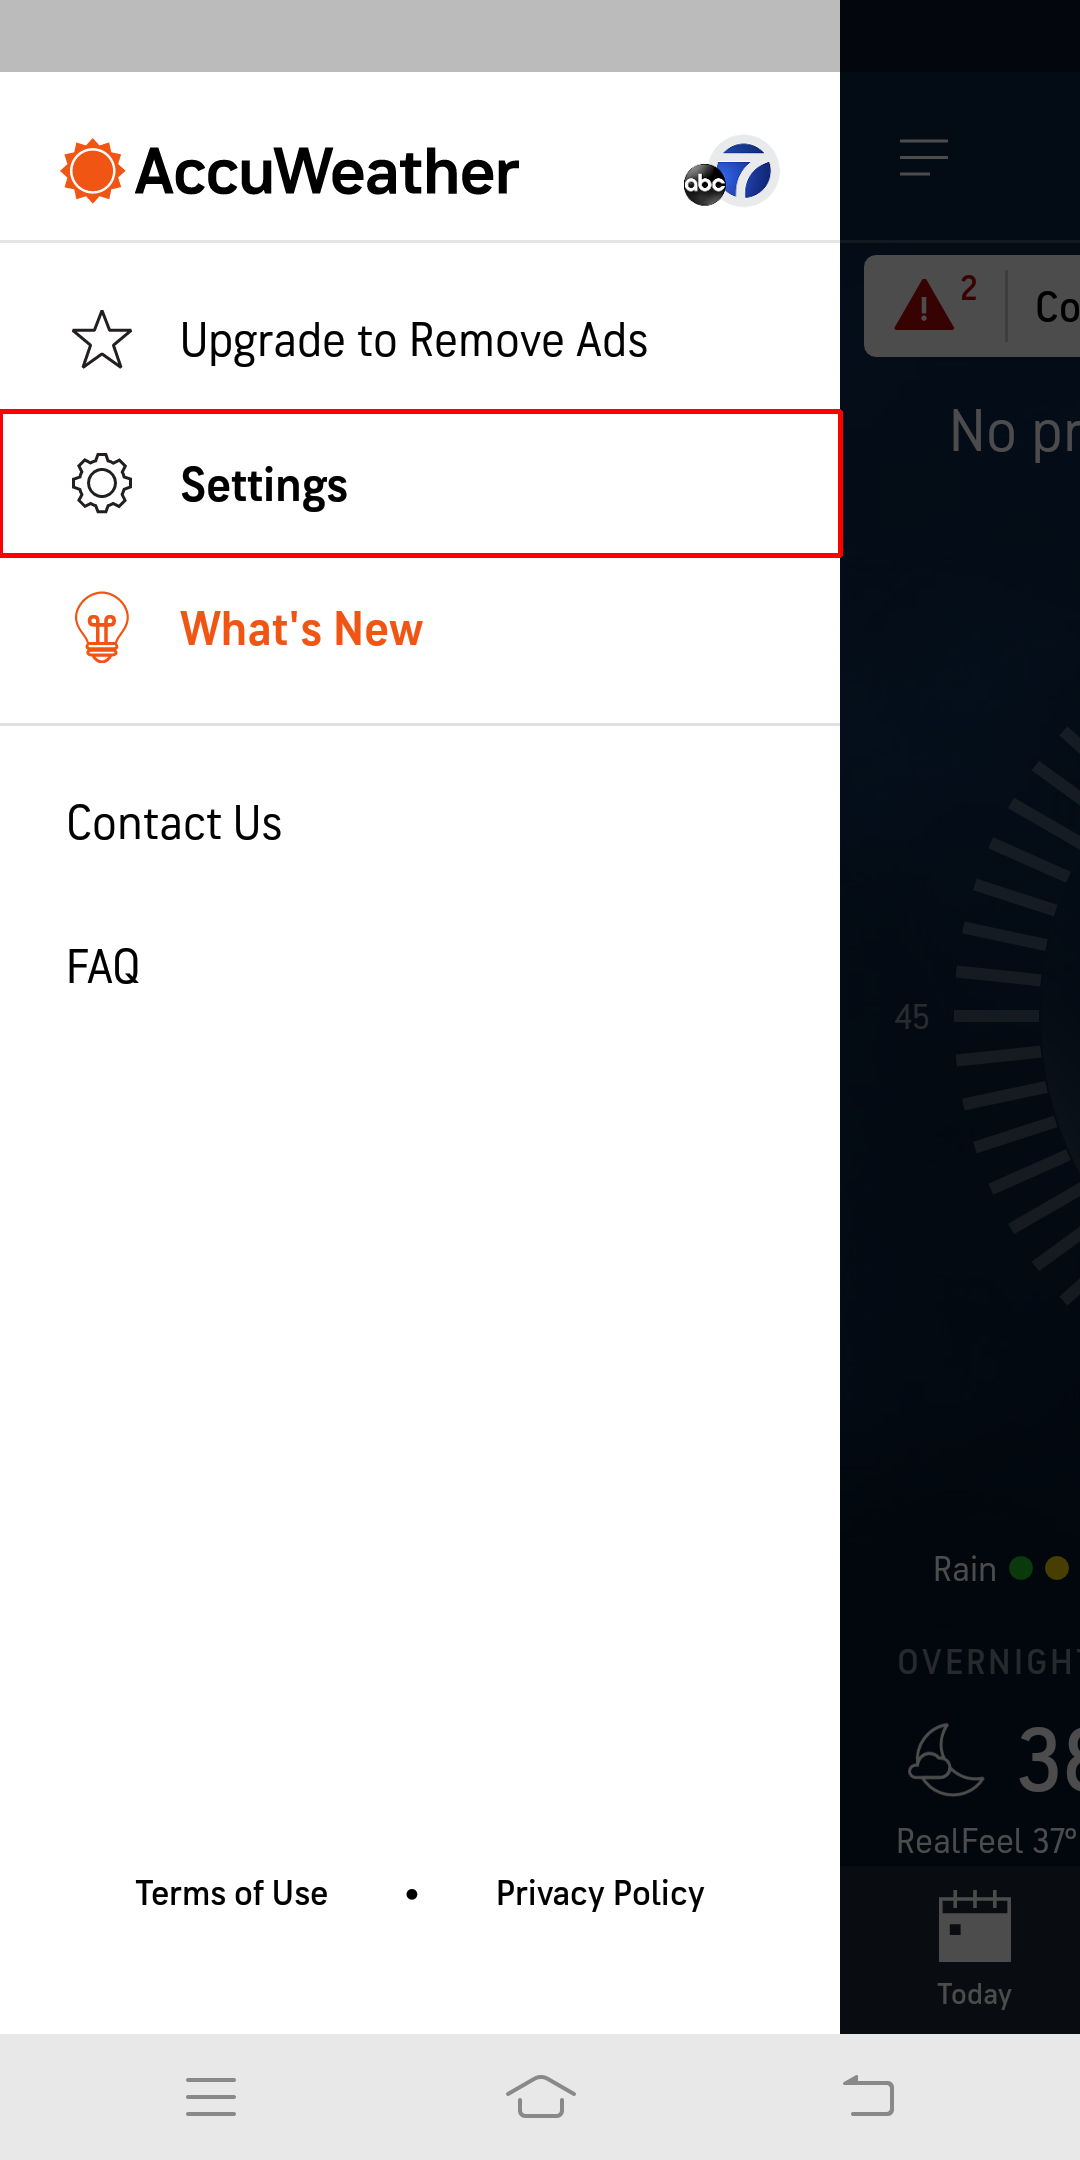 AccuWeather
abc 7
Upgrade to Remove Ads
Settings
What's New
Contact Us
FAQ
Terms of Use • Privacy Policy
2
Co
No pr
45
Rain
OVERNIGHT
38
RealFeel 37°
Today